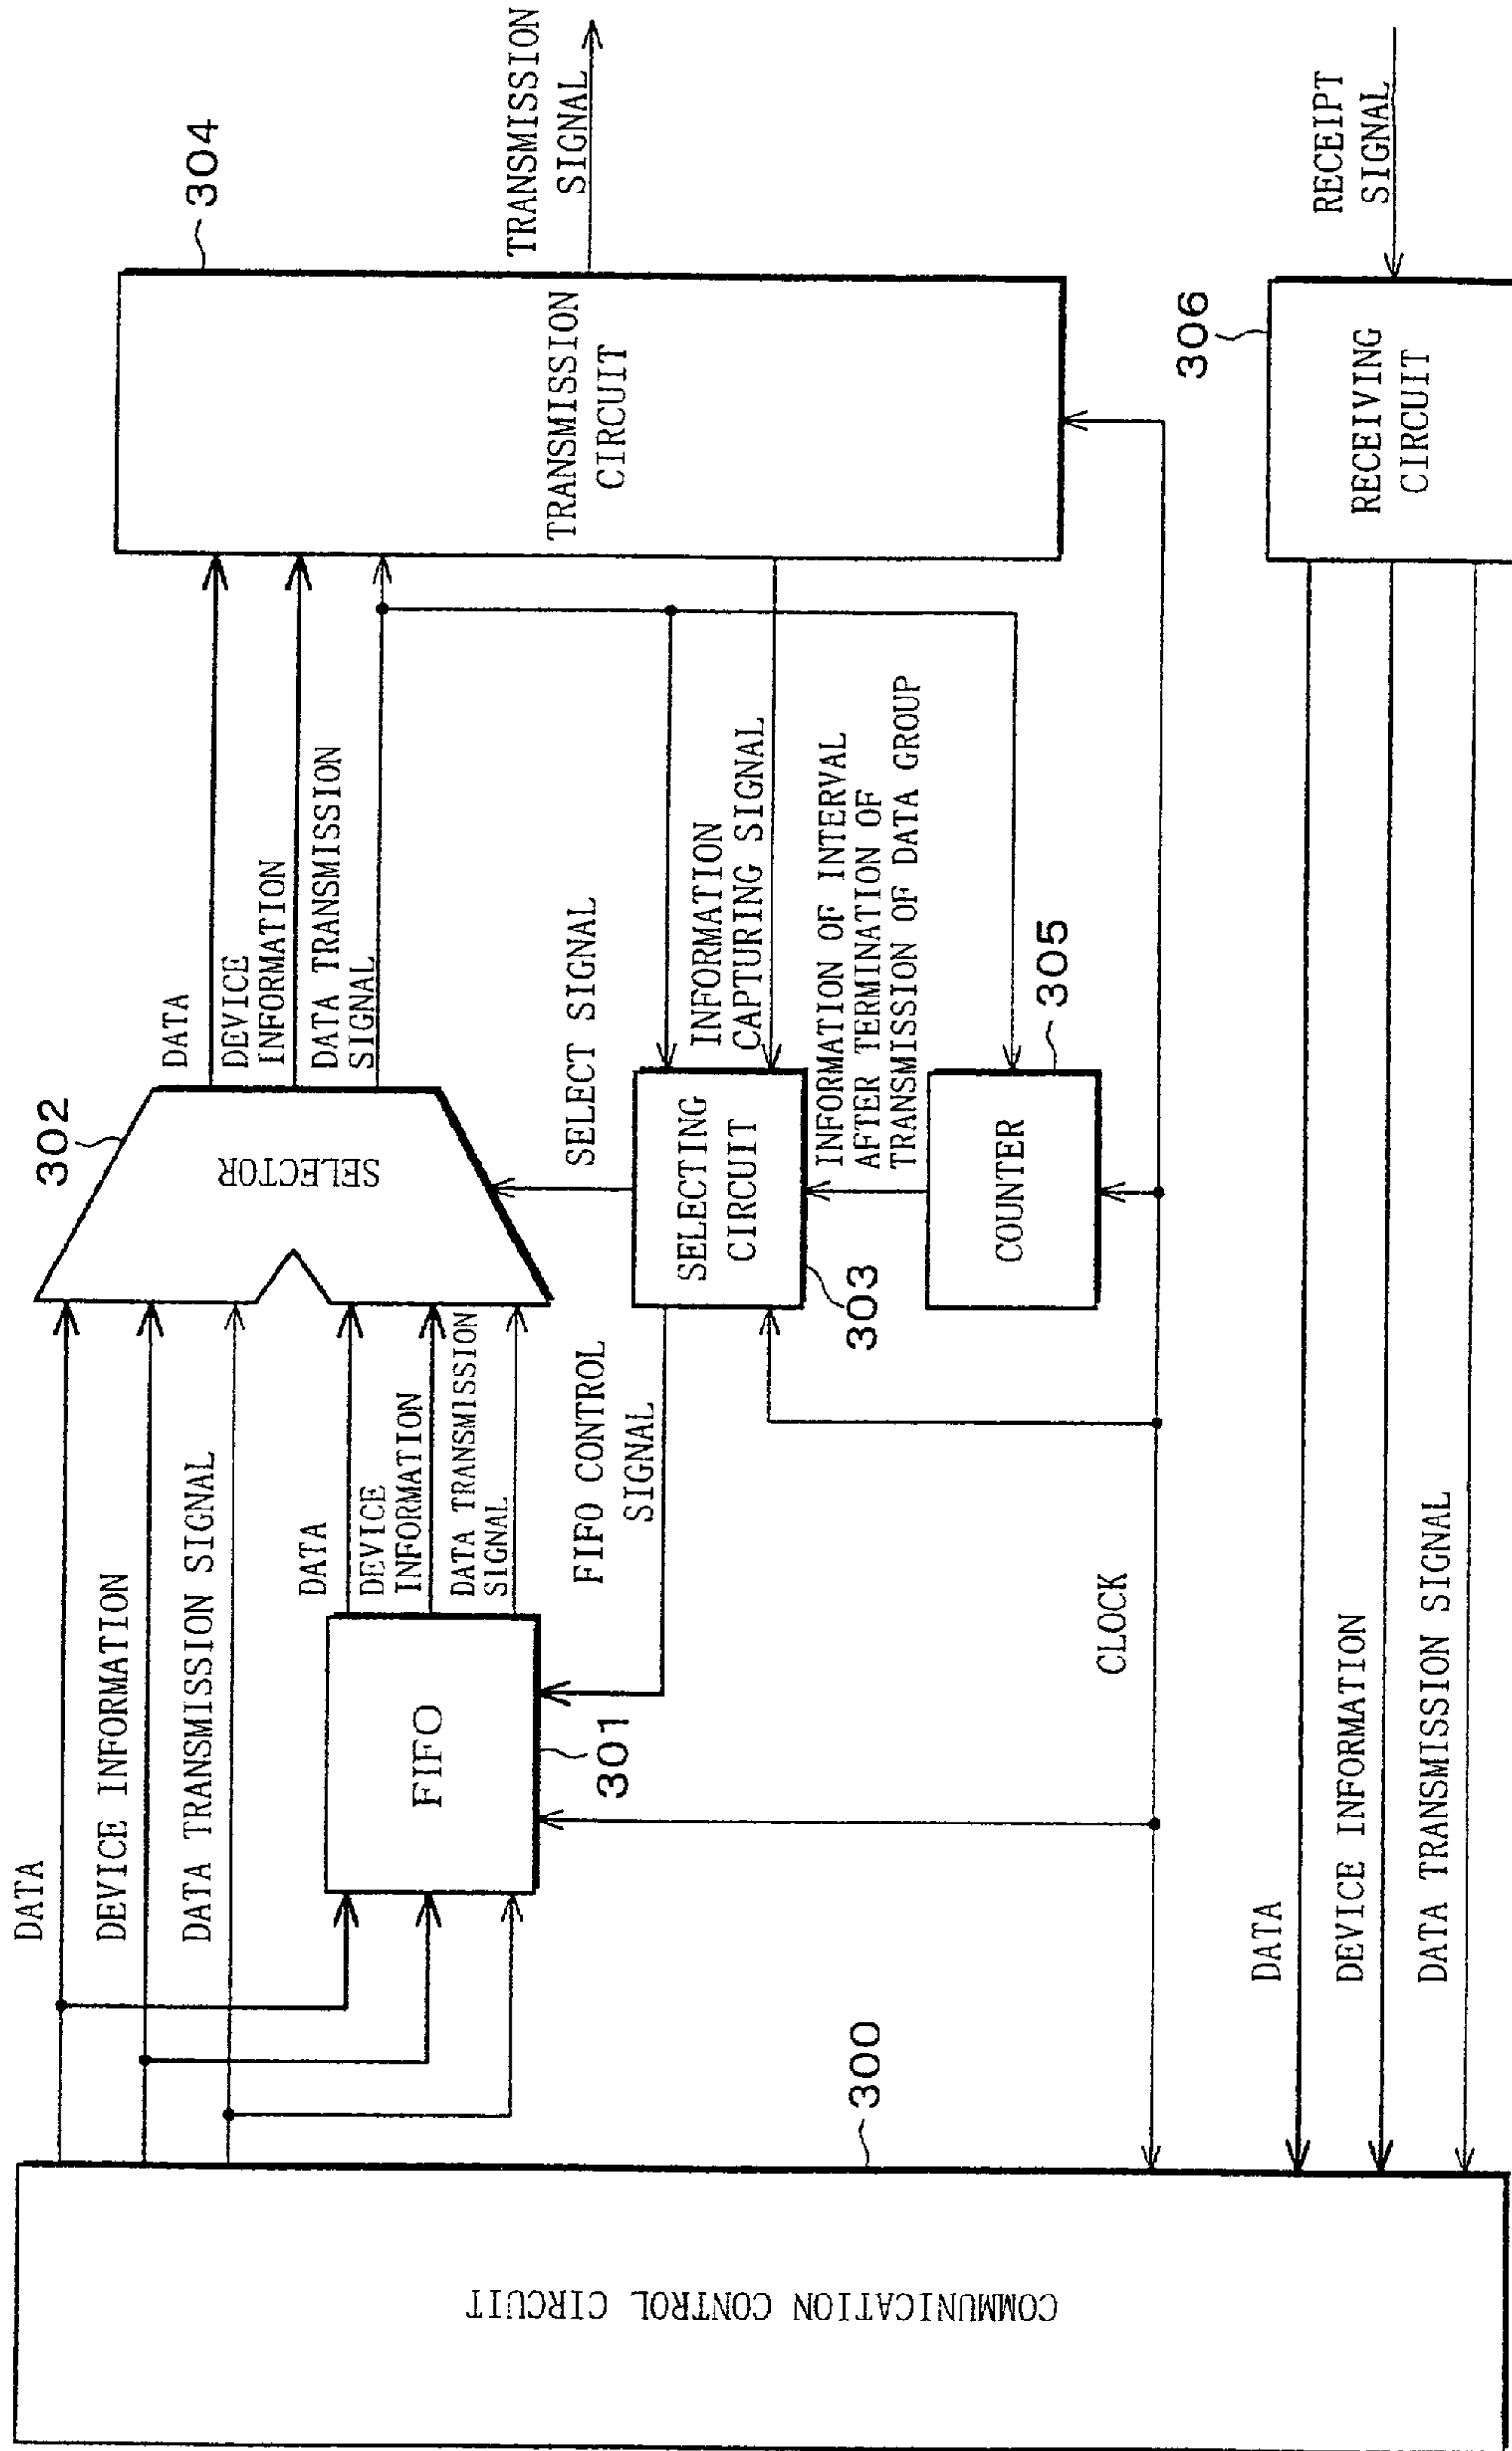 DATA
DEVICE INFORMATION
DATA TRANSMISSION SIGNAL
302
SELECTOR
DATA
DEVICE
INFORMATION
DATA TRANSMISSION
SIGNAL
304
TRANSMISSION
CIRCUIT
TRANSMISSION
SIGNAL
FIFO
301
DATA
DEVICE
INFORMATION
DATA TRANSMISSION
SIGNAL
FIFO CONTROL
SIGNAL
SELECT SIGNAL
SELECTING
CIRCUIT
303
INFORMATION
CAPTURING SIGNAL
INFORMATION OF INTERVAL
AFTER TERMINATION OF
TRANSMISSION OF DATA GROUP
COUNTER
305
COMMUNICATION CONTROL CIRCUIT
300
CLOCK
DATA
DEVICE INFORMATION
DATA TRANSMISSION SIGNAL
306
RECEIVING
CIRCUIT
RECEIPT
SIGNAL